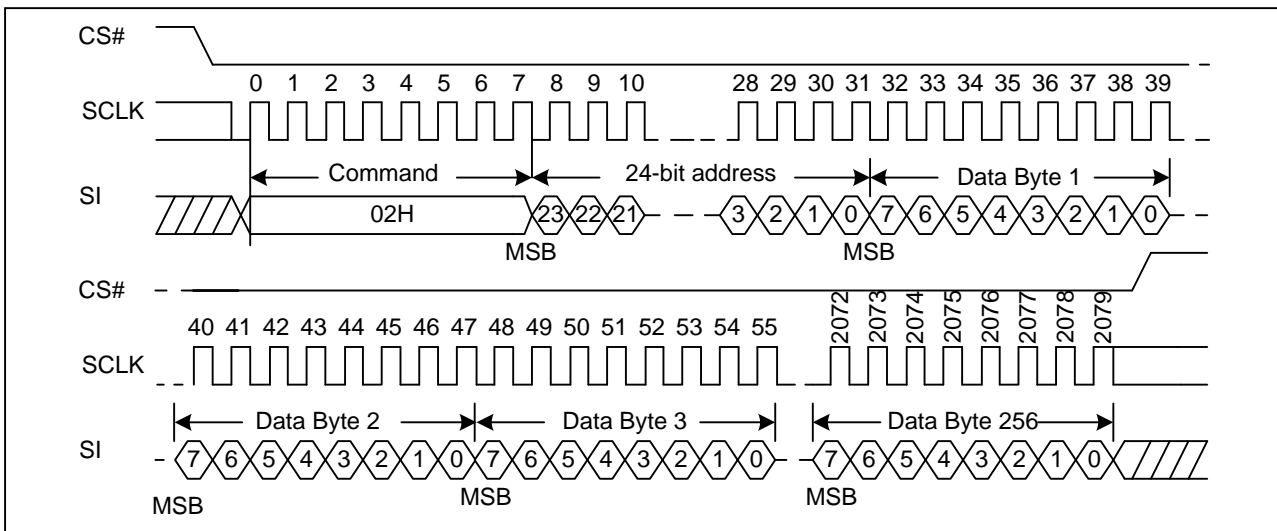 CS#
0 1 2 3 4 5 6 7 8 9 10 28 29 30 31 32 33 34 35 36 37 38 39
SCLK
Command 24-bit address Data Byte 1
SI
02H 23 22 21 3 2 1 0 7 6 5 4 3 2 1 0
MSB MSB
CS#
40 41 42 43 44 45 46 47 48 49 50 51 52 53 54 55 2072 2073 2074 2075 2076 2077 2078 2079
SCLK
Data Byte 2 Data Byte 3 Data Byte 256
SI
7 6 5 4 3 2 1 0 7 6 5 4 3 2 1 0 7 6 5 4 3 2 1 0
MSB MSB MSB